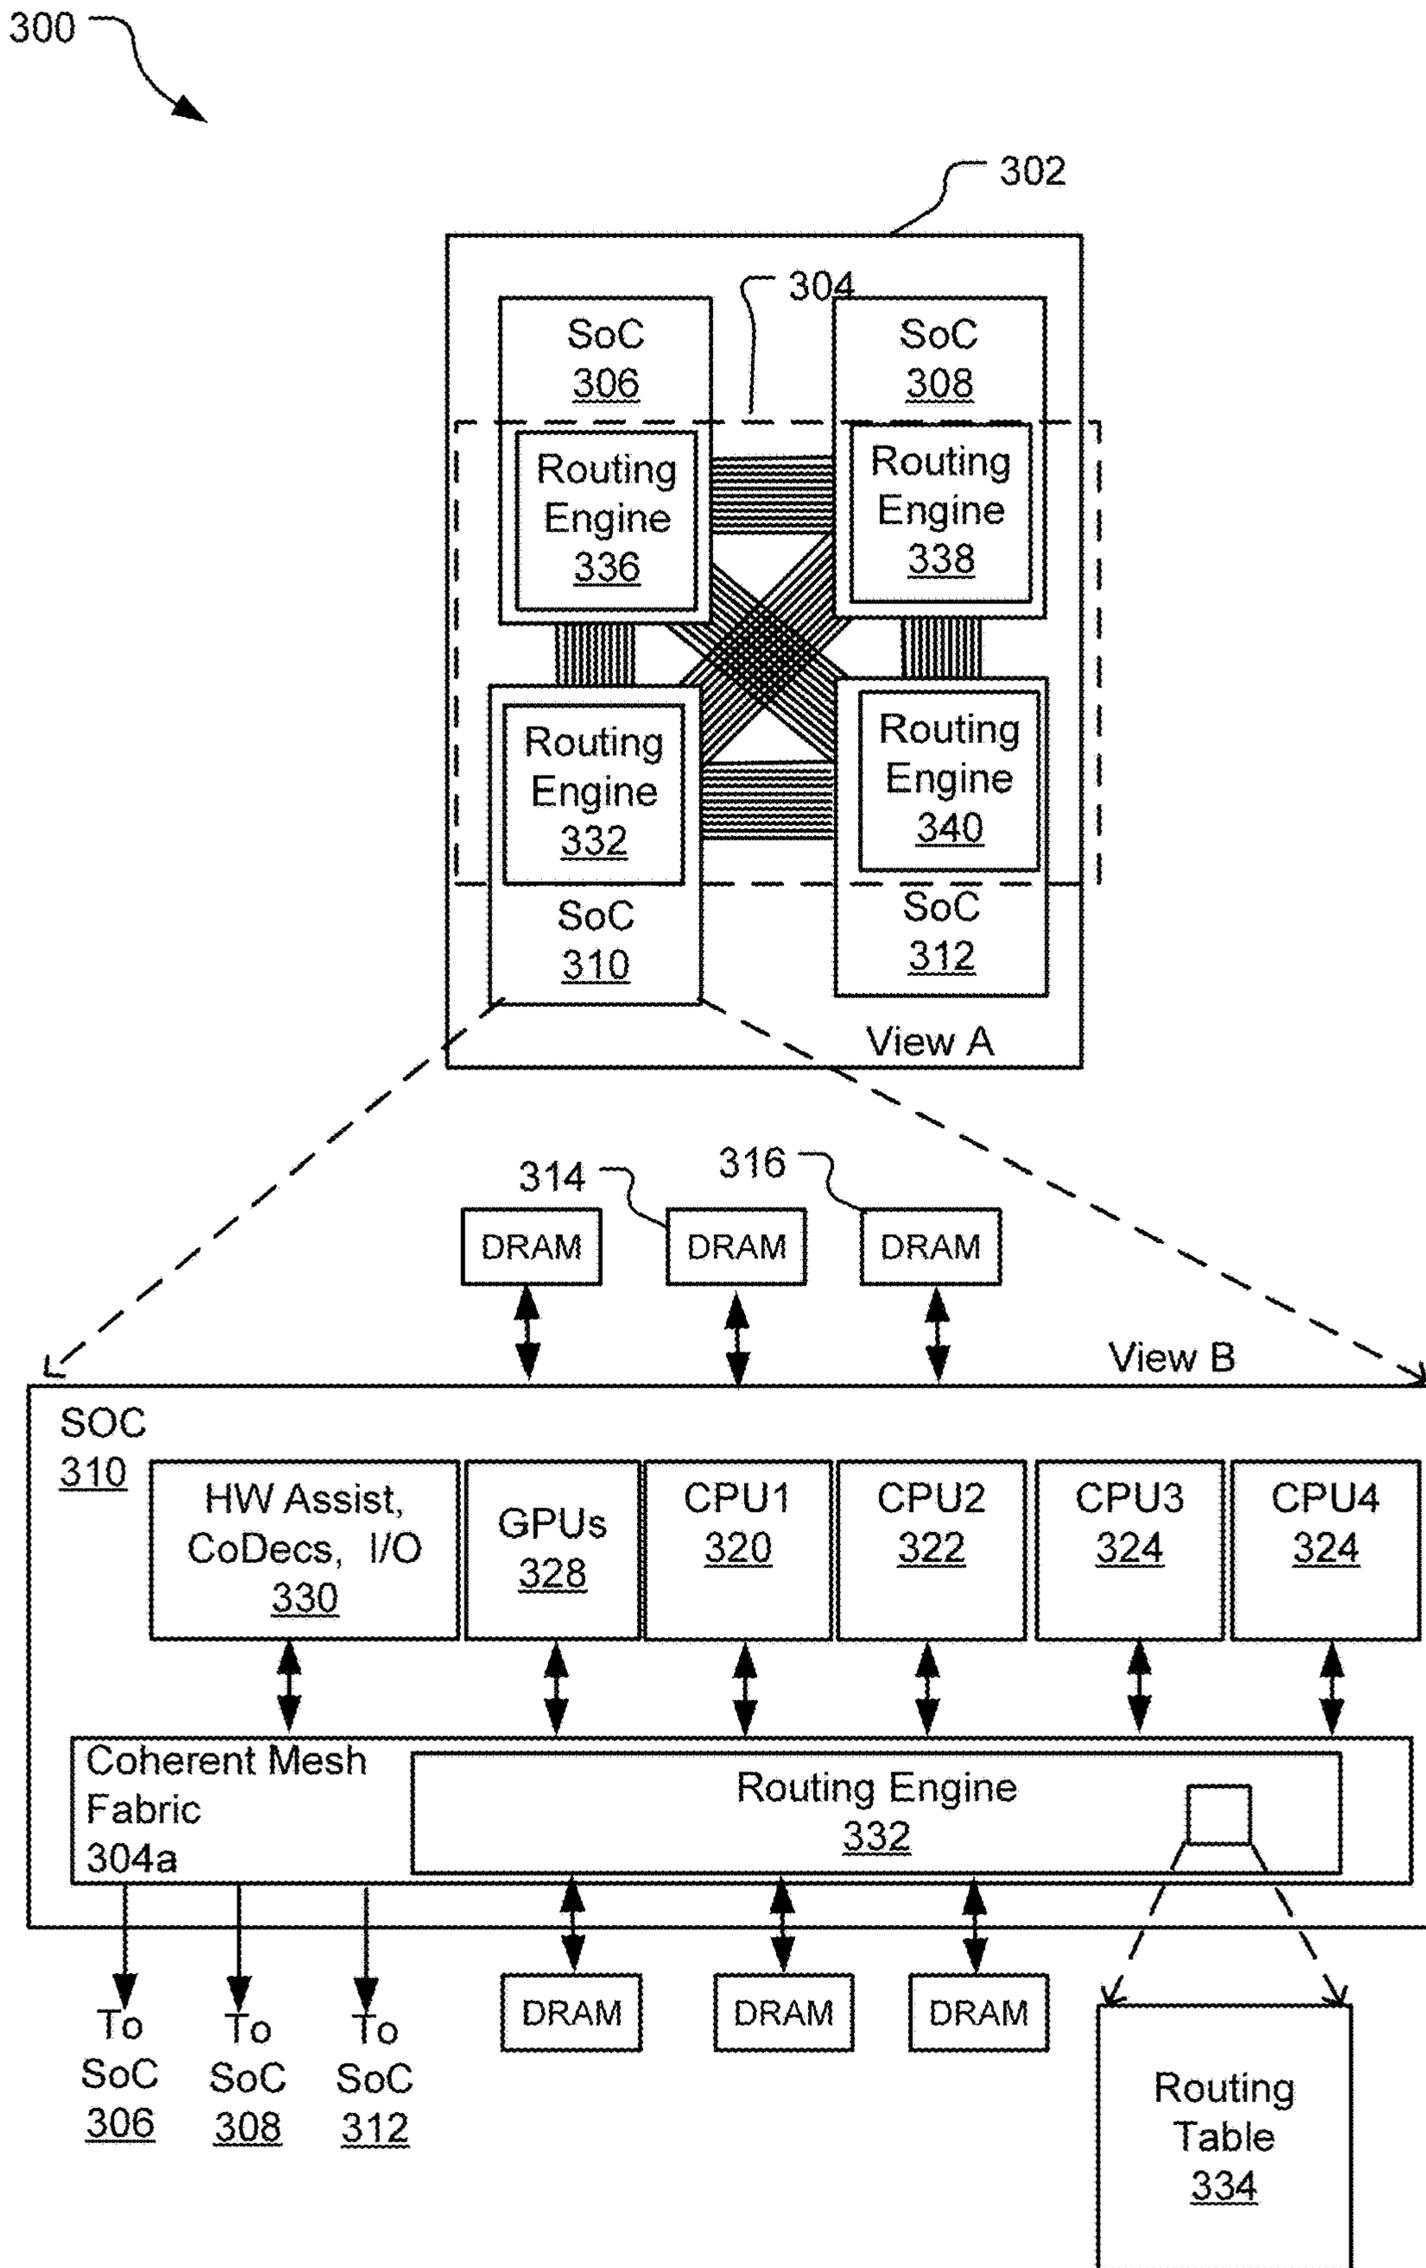 300
302
304
SoC
306
SoC
308
Routing
Engine
336
Routing
Engine
338
Routing
Engine
332
Routing
Engine
340
SoC
310
SoC
312
View A
314
316
DRAM
DRAM
DRAM
View B
SOC
310
HW Assist,
CoDecs, I/O
330
GPUs
328
CPU1
320
CPU2
322
CPU3
324
CPU4
324
Coherent Mesh
Fabric
304a
Routing Engine
332
To
SoC
306
To
SoC
308
To
SoC
312
DRAM
DRAM
DRAM
Routing
Table
334